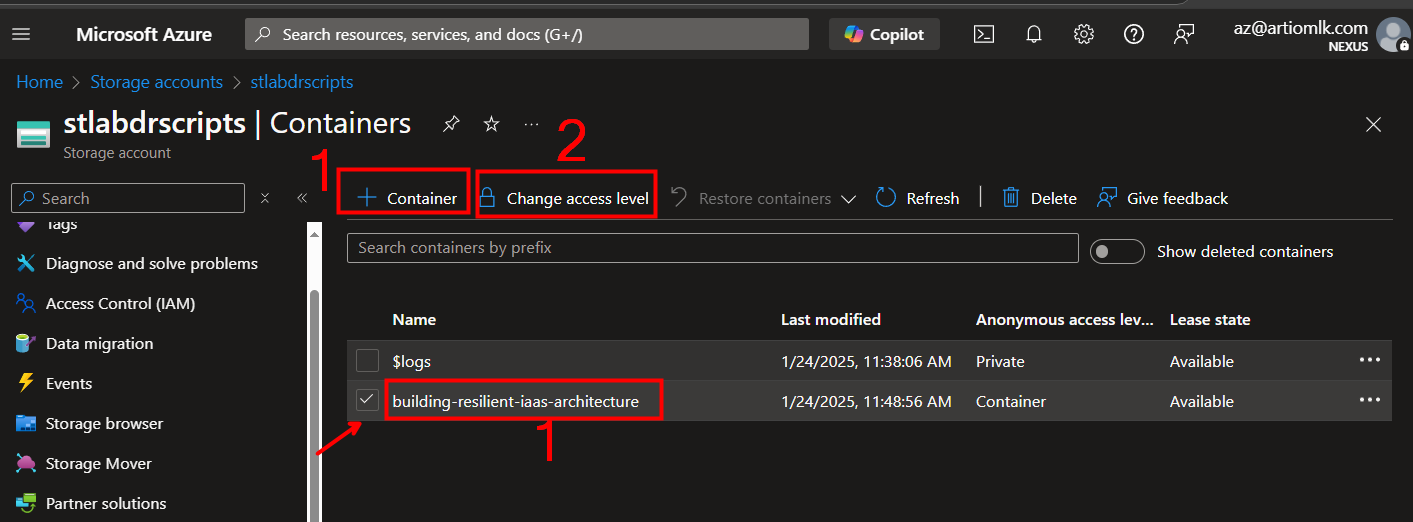 Microsoft Azure
Search resources, services, and docs (G+/)
Copilot
az@artiomlk.com
NEXUS
Home > Storage accounts > stlabdrscripts
stlabdrscripts | Containers
...
Storage account
1
2
Search
«
+ Container
Change access level
Restore containers
Refresh
Delete
Give feedback
Tags
Diagnose and solve problems
Access Control (IAM)
Data migration
Events
Storage browser
Storage Mover
Partner solutions
Search containers by prefix
Show deleted containers
Name Last modified Anonymous access lev... Lease state
$logs 1/24/2025, 11:38:06 AM Private Available ...
building-resilient-iaas-architecture 1/24/2025, 11:48:56 AM Container Available ...
1